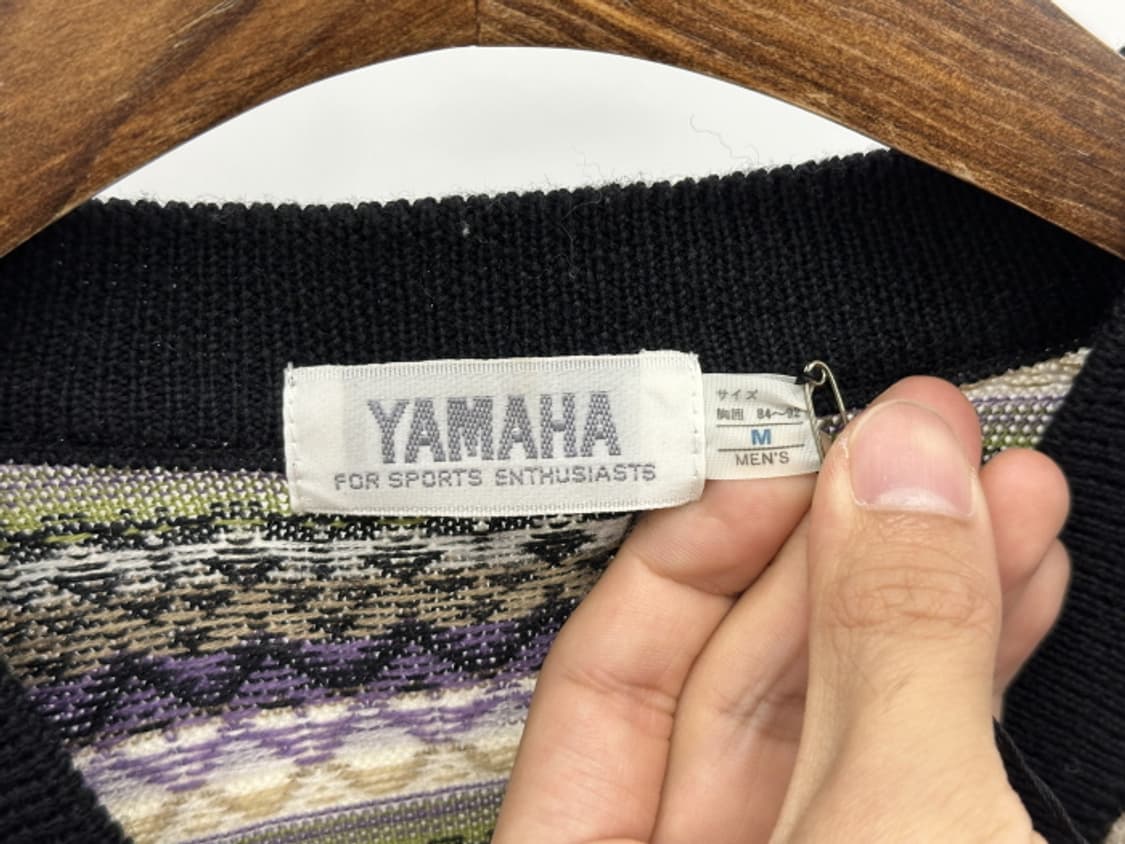 YAMAHA
FOR SPORTS ENTHUSIASTS
サイズ
胸囲 84〜92
M
MEN'S